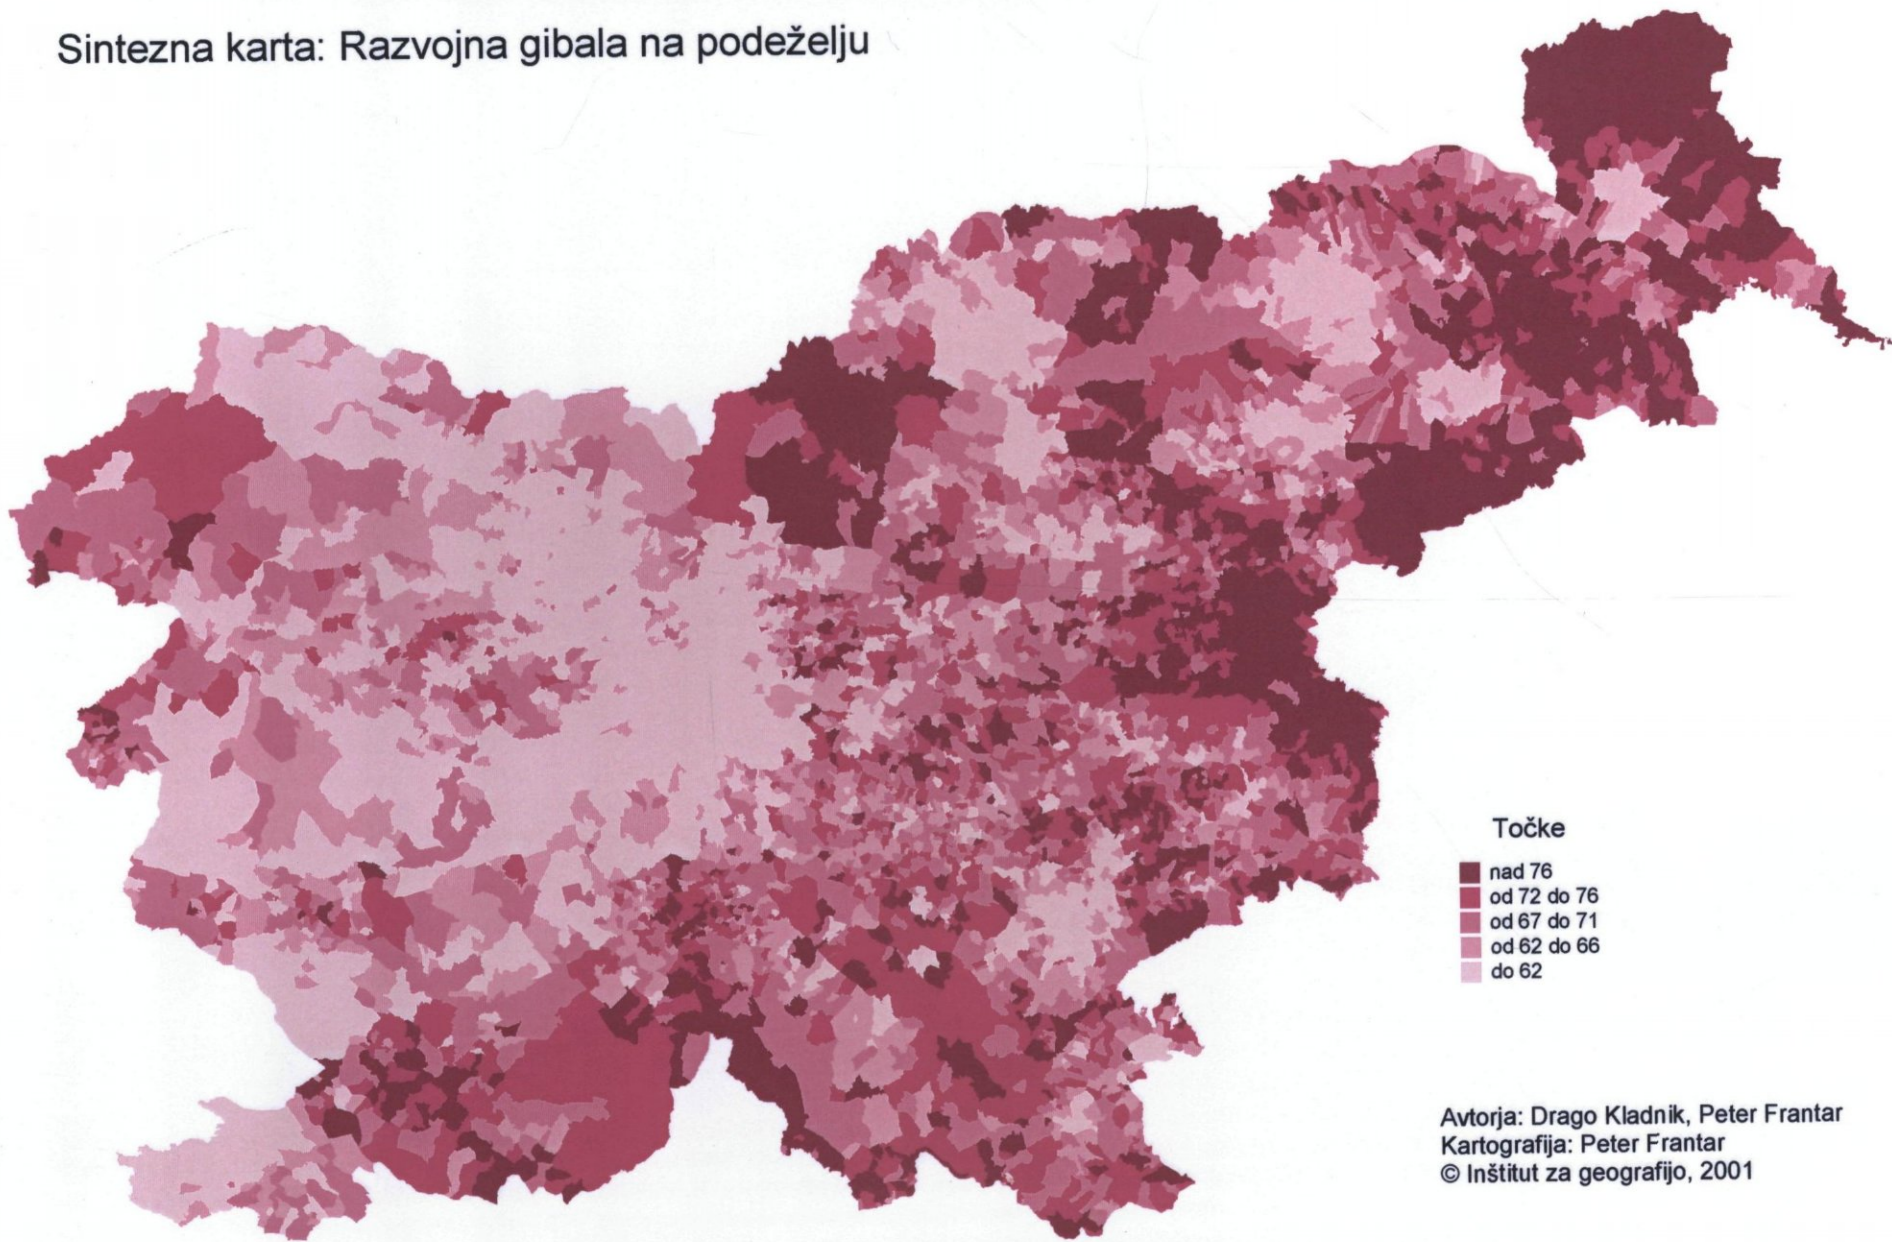 Sintezna karta: Razvojna gibala na podeželju
Točke
nad 76
od 72 do 76
od 67 do 71
od 62 do 66
do 62
Avtorja: Drago Kladnik, Peter Frantar
Kartografija: Peter Frantar
© Inštitut za geografijo, 2001